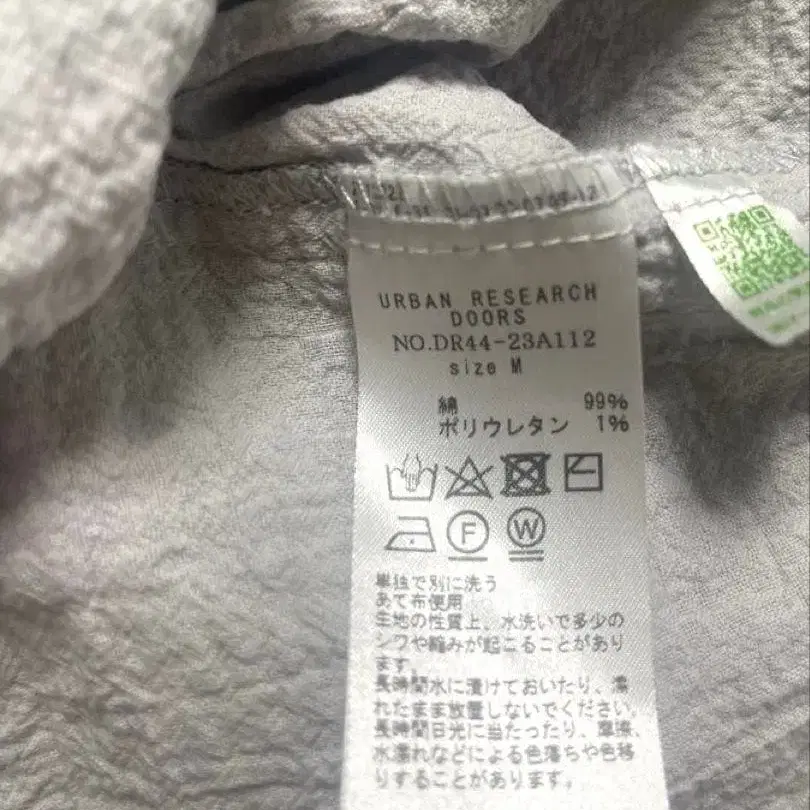 URBAN RESEARCH
DOORS
NO.DR44-23A112
size M
綿 99%
ポリウレタン 1%
F W
単独で別に洗う
あて布使用
生地の性質上、水洗いで多少の
シワや縮みが起こることがあり
ます。
長時間水に漬けておいたり、濡
れたまま放置しないでください。
長時間日光に当たったり、摩擦、
水濡れなどによる色落ちや色移
りすることがあります。